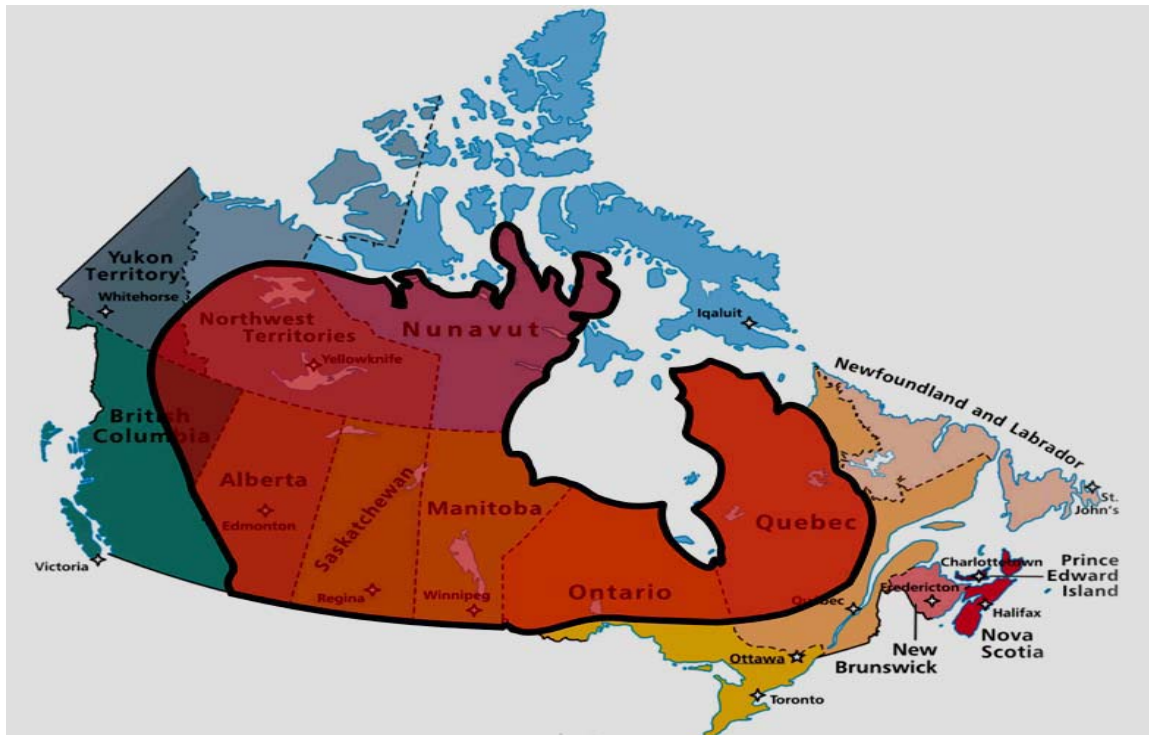 Yukon
Territory
Whitehorse
Northwest
Territories
Yellowknife
Nunavut
Iqaluit
Newfoundland and Labrador
British
Columbia
Alberta
Edmonton
Saskatchewan
Regina
Manitoba
Winnipeg
Ontario
Quebec
St.
John's
Victoria
Charlottetown
Prince
Edward
Island
Fredericton
Québec
Halifax
Nova
Scotia
New
Brunswick
Ottawa
Toronto